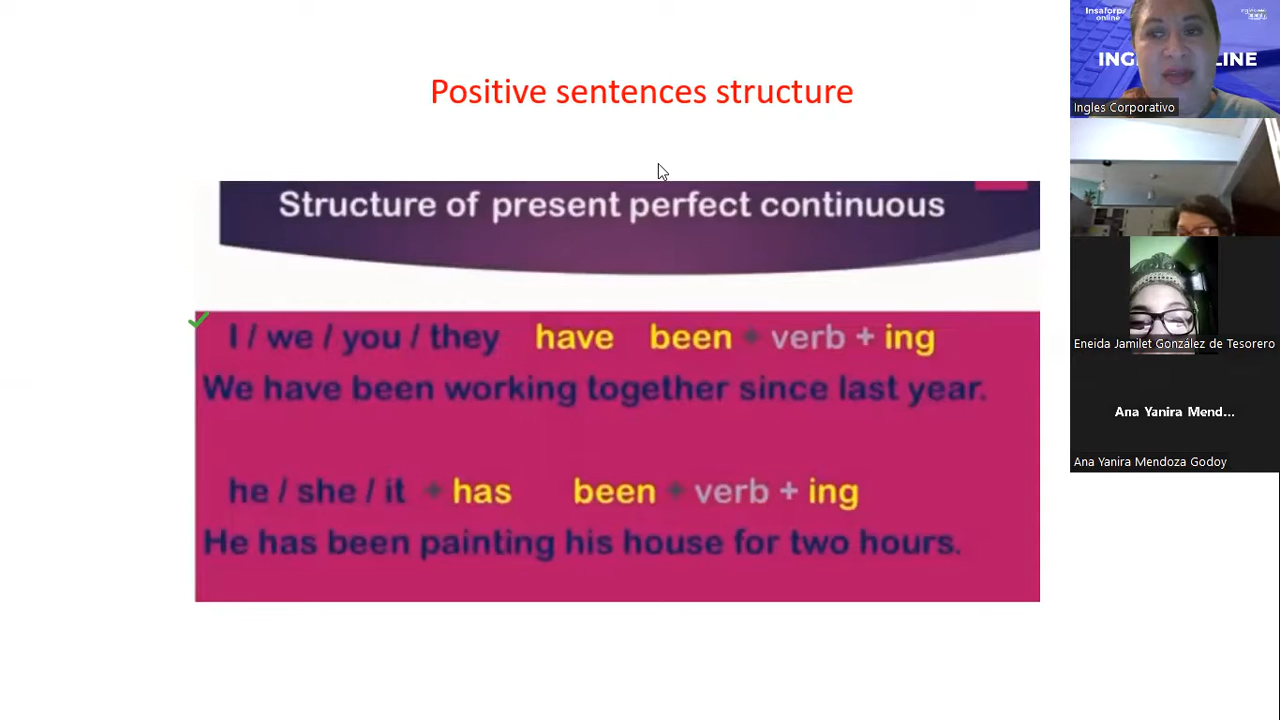 Positive sentences structure
Structure of present perfect continuous
I / we / you / they have been + verb + ing
We have been working together since last year.
he / she / it + has been + verb + ing
He has been painting his house for two hours.
Insaforp
online
INGL
LINE
Ingles Corporativo
Eneida Jamilet González de Tesorero
Ana Yanira Mend...
Ana Yanira Mendoza Godoy